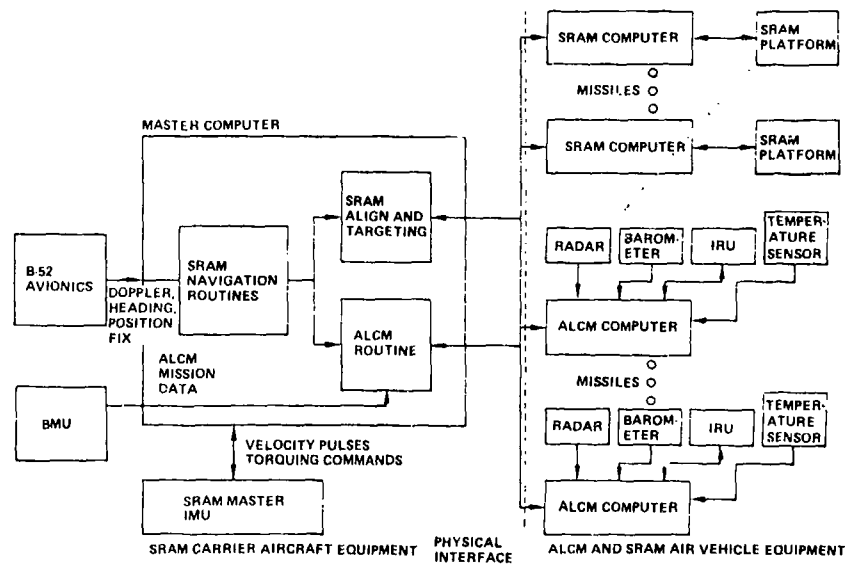 SRAM COMPUTER
SRAM
PLATFORM
MISSILES
SRAM COMPUTER
SRAM
PLATFORM
MASTER COMPUTER
SRAM
ALIGN AND
TARGETING
B-52
AVIONICS
DOPPLER,
HEADING,
POSITION
FIX
SRAM
NAVIGATION
ROUTINES
ALCM
ROUTINE
ALCM
MISSION
DATA
BMU
VELOCITY PULSES
TORQUING COMMANDS
SRAM MASTER
IMU
RADAR
BAROM-
ETER
IRU
TEMPER-
ATURE
SENSOR
ALCM COMPUTER
MISSILES
RADAR
BAROM-
ETER
IRU
TEMPER-
ATURE
SENSOR
ALCM COMPUTER
SRAM CARRIER AIRCRAFT EQUIPMENT
PHYSICAL
INTERFACE
ALCM AND SRAM AIR VEHICLE EQUIPMENT